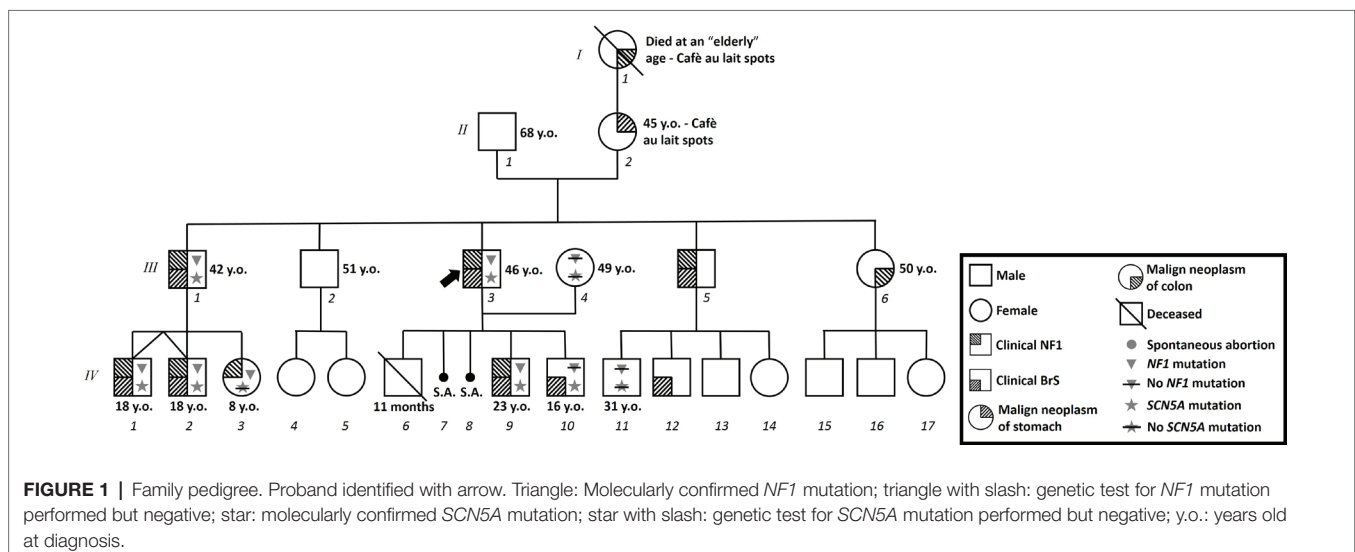 I
Died at an "elderly"
age - Cafè au lait spots
1
II
68 y.o.
45 y.o. - Cafè
au lait spots
1 2
III
42 y.o. 46 y.o. 49 y.o. 50 y.o.
1 2 3 4 5 6
IV
S.A. S.A.
18 y.o. 18 y.o. 8 y.o. 11 months 23 y.o. 16 y.o. 31 y.o.
1 2 3 4 5 6 7 8 9 10 11 12 13 14 15 16 17
Male
Female
Clinical NF1
Clinical BrS
Malign neoplasm
of stomach
Malign neoplasm
of colon
Deceased
Spontaneous abortion
NF1 mutation
No NF1 mutation
SCN5A mutation
No SCN5A mutation
FIGURE 1 | Family pedigree. Proband identified with arrow. Triangle: Molecularly confirmed NF1 mutation; triangle with slash: genetic test for NF1 mutation
performed but negative; star: molecularly confirmed SCN5A mutation; star with slash: genetic test for SCN5A mutation performed but negative; y.o.: years old
at diagnosis.